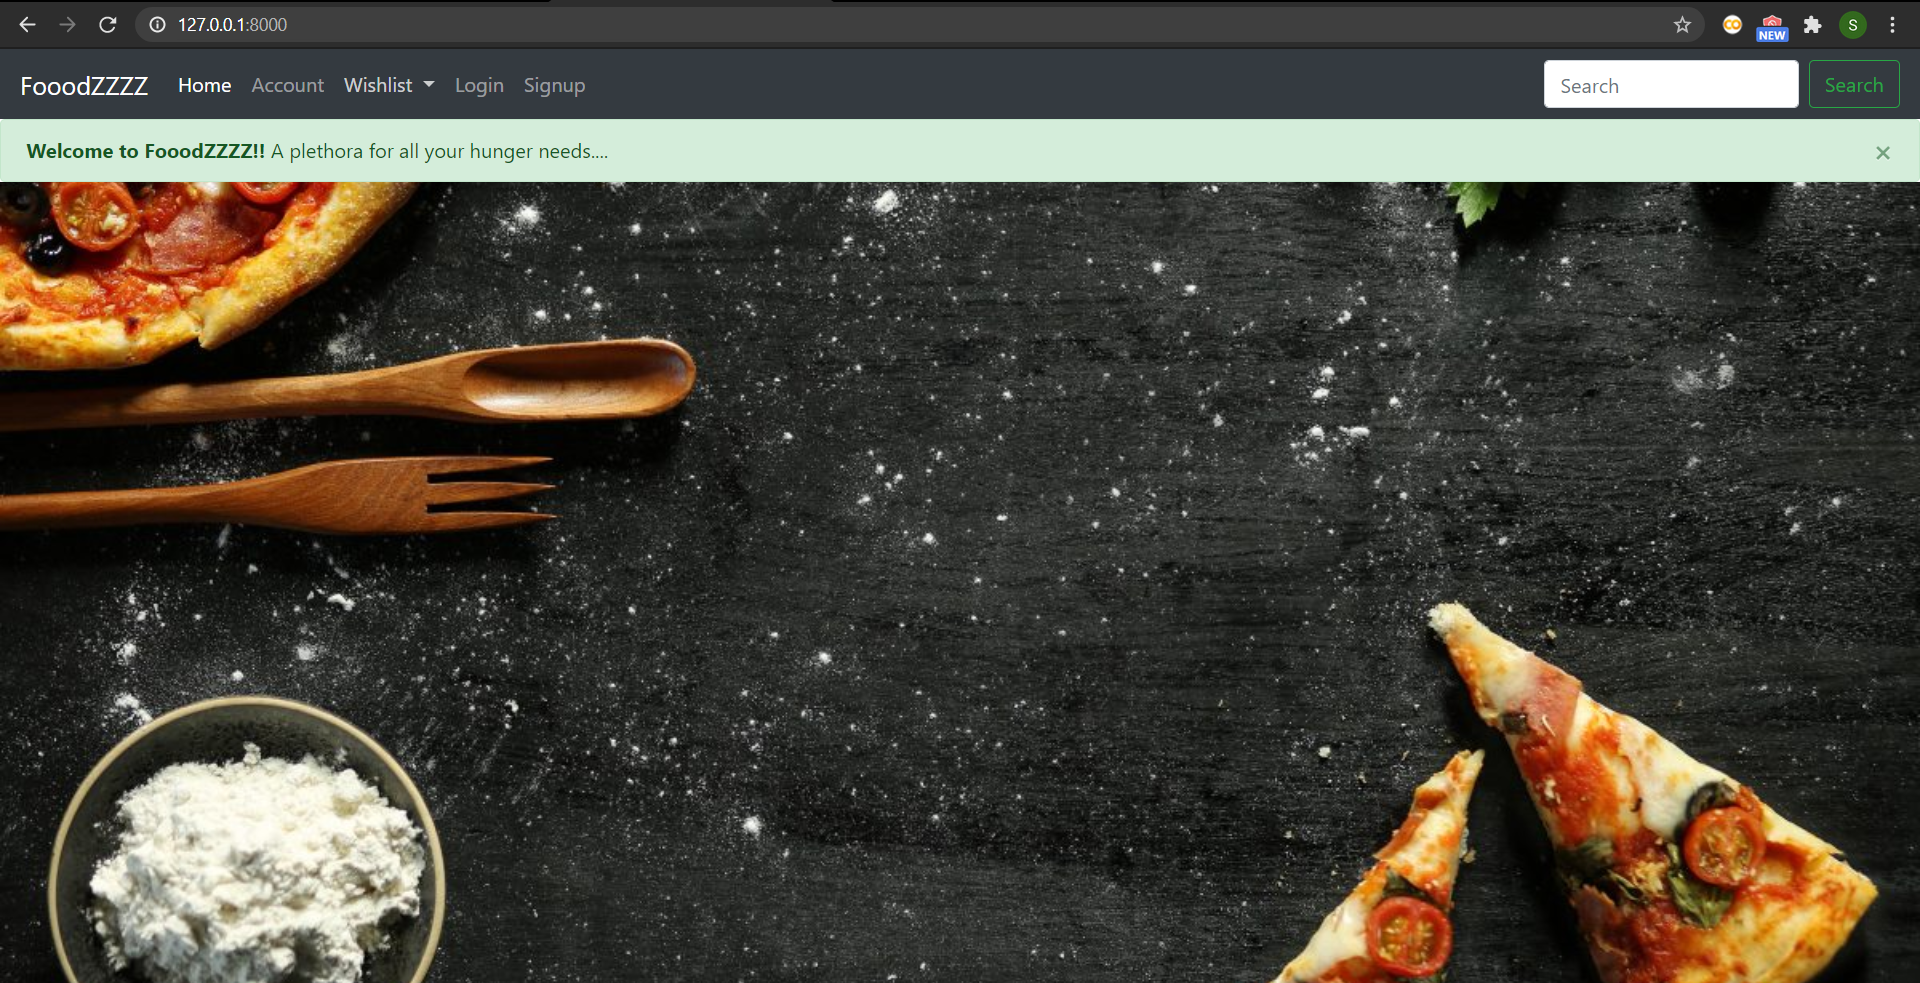 127.0.0.1:8000
NEW
S
FooodZZZZ Home Account Wishlist Login Signup Search Search
Welcome to FooodZZZZ!! A plethora for all your hunger needs....